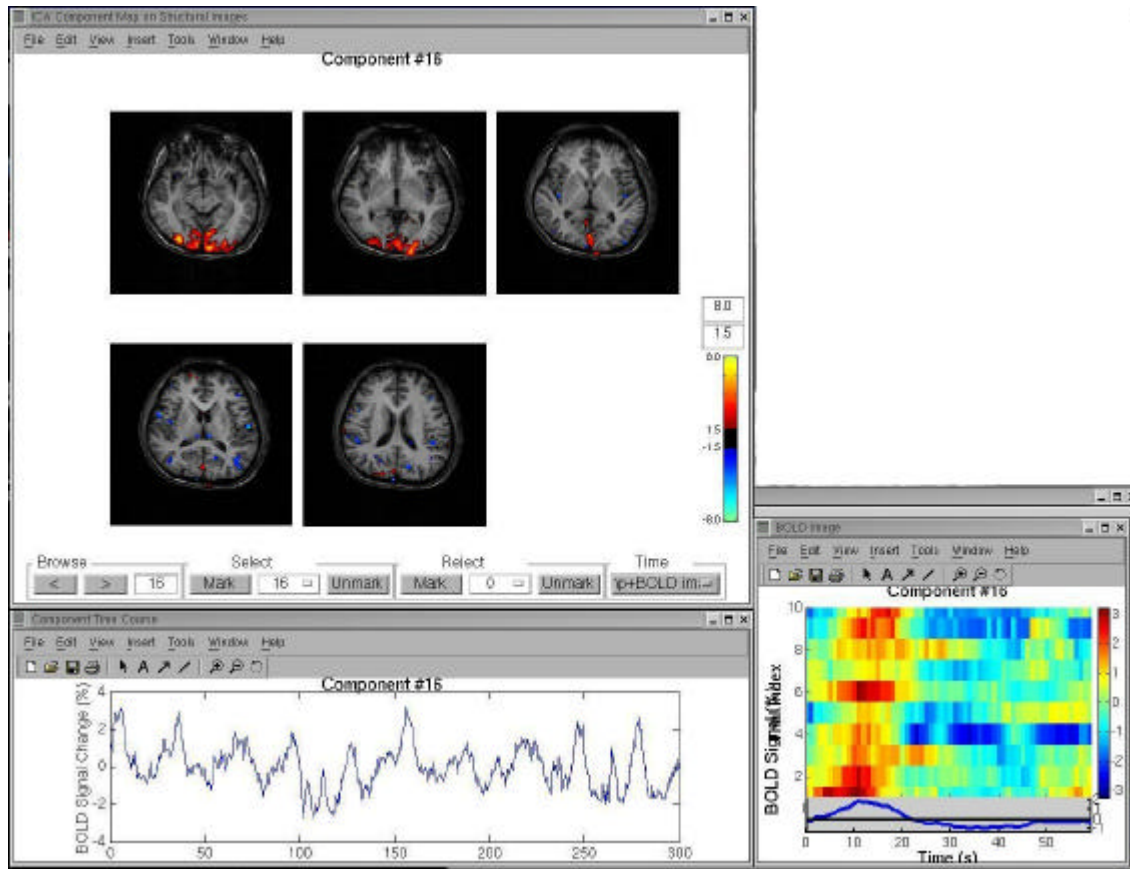 ICA Component Map on Structural Images
File Edit View Insert Tools Window Help
Component #16
8.0
1.5
8.0
1.5
-1.5
-8.0
Browse Select Reject Time
< > 16 Mark 16 Unmark Mark 0 Unmark
Component Time Course
File Edit View Insert Tools Window Help
Component #16
BOLD Signal Change (%)
4
2
0
-2
-4
0 50 100 150 200 250 300
BOLD Image
File Edit View Insert Tools Window Help
Component #16
BOLD Signal
10
8
6
4
2
3
2
1
0
-1
-2
-3
0 10 20 30 40 50
Time (s)